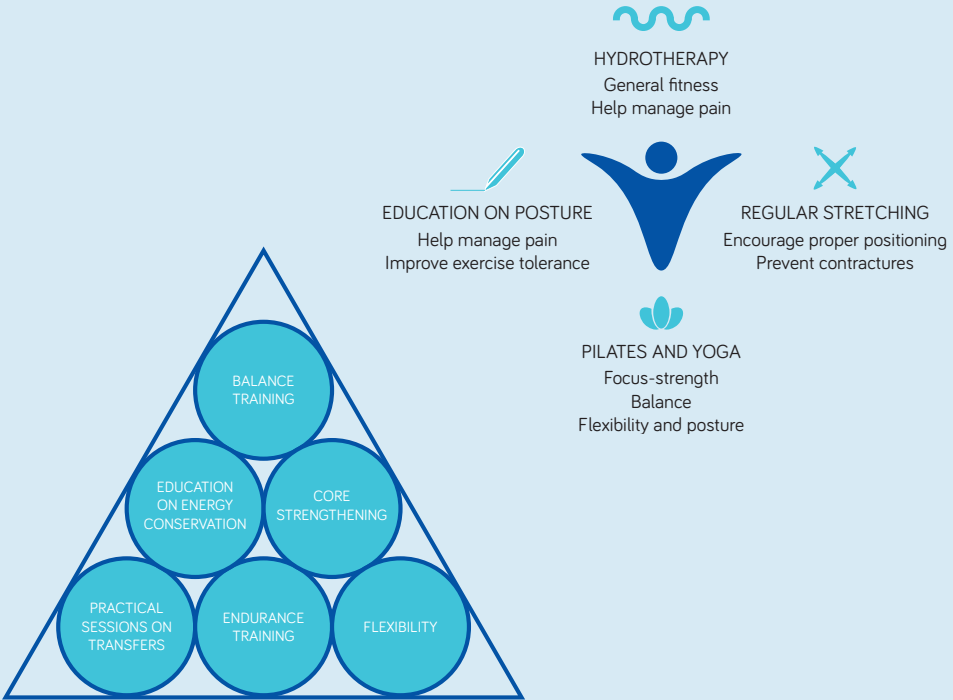 HYDROTHERAPY
General fitness
Help manage pain
EDUCATION ON POSTURE
Help manage pain
Improve exercise tolerance
REGULAR STRETCHING
Encourage proper positioning
Prevent contractures
PILATES AND YOGA
Focus-strength
Balance
Flexibility and posture
BALANCE
TRAINING
EDUCATION
ON ENERGY
CONSERVATION
CORE
STRENGTHENING
PRACTICAL
SESSIONS ON
TRANSFERS
ENDURANCE
TRAINING
FLEXIBILITY